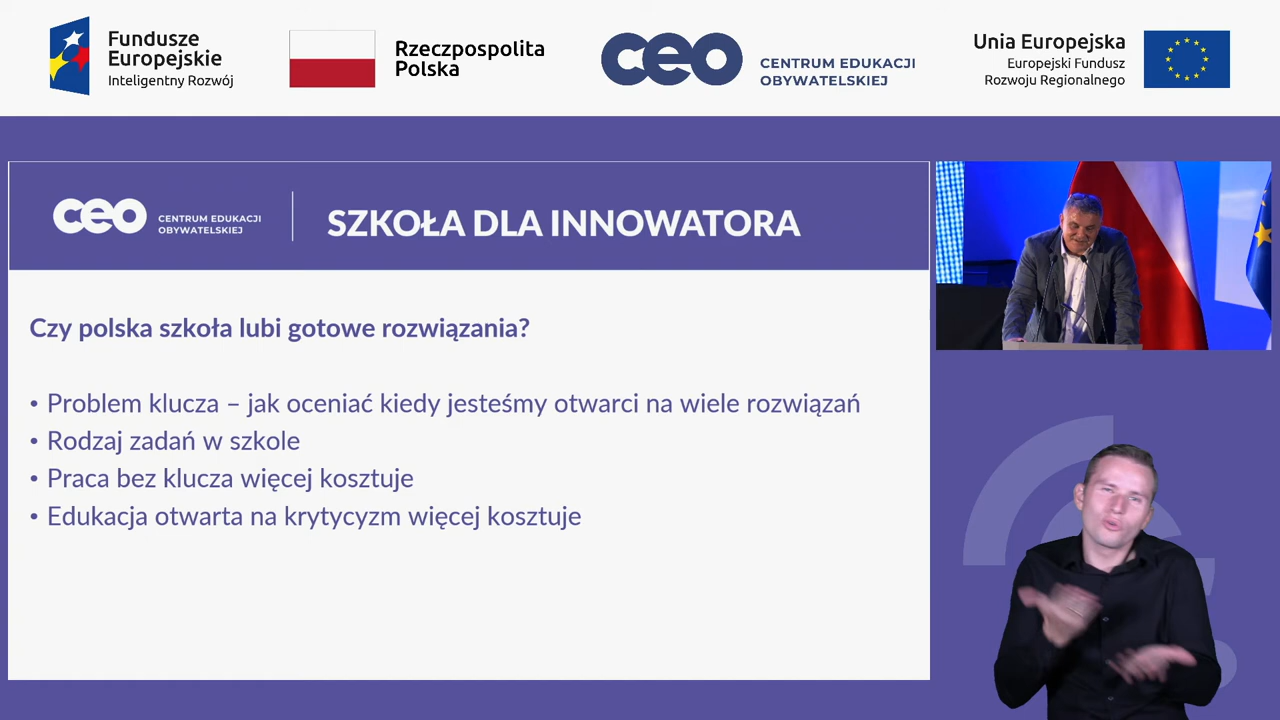 Fundusze
Europejskie
Inteligentny Rozwój
Rzeczpospolita
Polska
ceo
CENTRUM EDUKACJI
OBYWATELSKIEJ
Unia Europejska
Europejski Fundusz
Rozwoju Regionalnego
ceo
CENTRUM EDUKACJI
OBYWATELSKIEJ
SZKOŁA DLA INNOWATORA
Czy polska szkoła lubi gotowe rozwiązania?
• Problem klucza – jak oceniać kiedy jesteśmy otwarci na wiele rozwiązań
• Rodzaj zadań w szkole
• Praca bez klucza więcej kosztuje
• Edukacja otwarta na krytycyzm więcej kosztuje